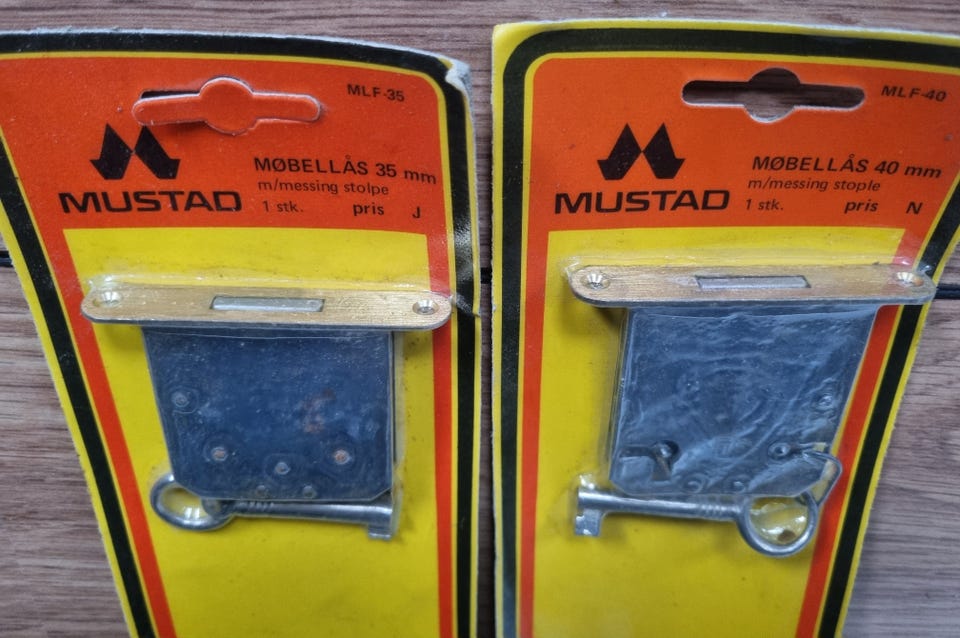 MLF-35
MØBELLÅS 35 mm
m/messing stolpe
1 stk. pris J
MUSTAD
MLF-40
MØBELLÅS 40 mm
m/messing stople
1 stk. pris N
MUSTAD